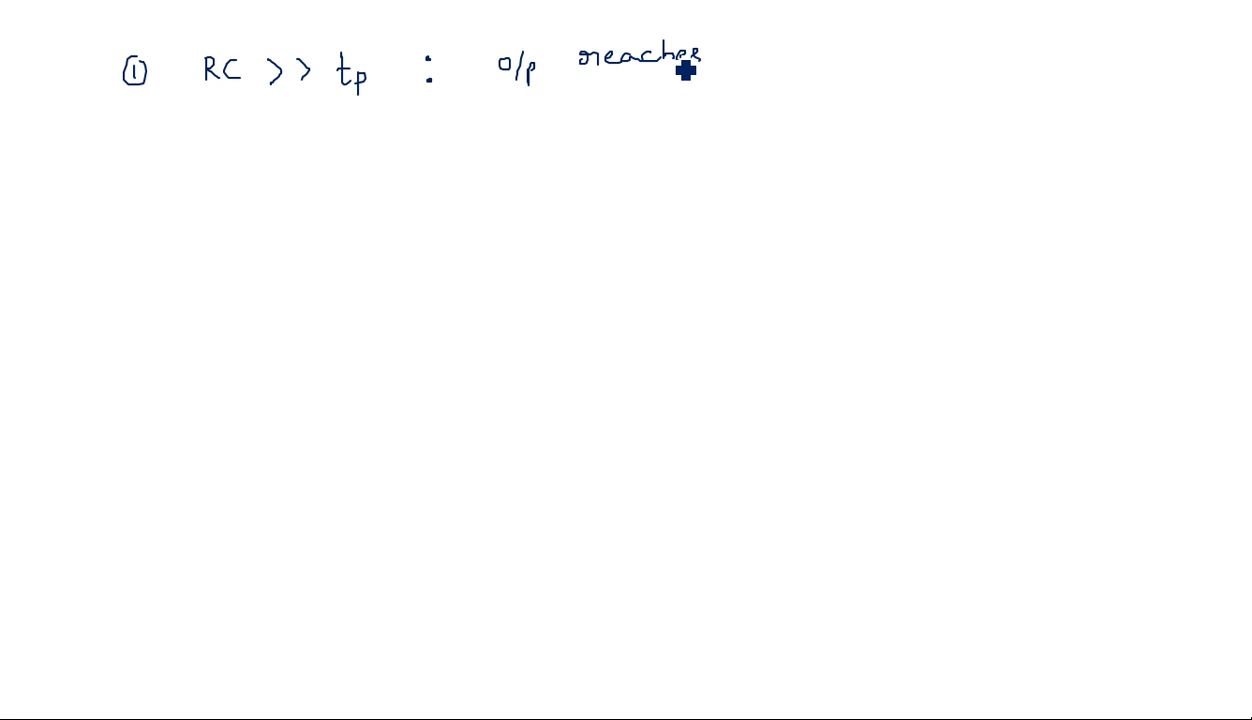 ① RC >> tp : o/p reaches